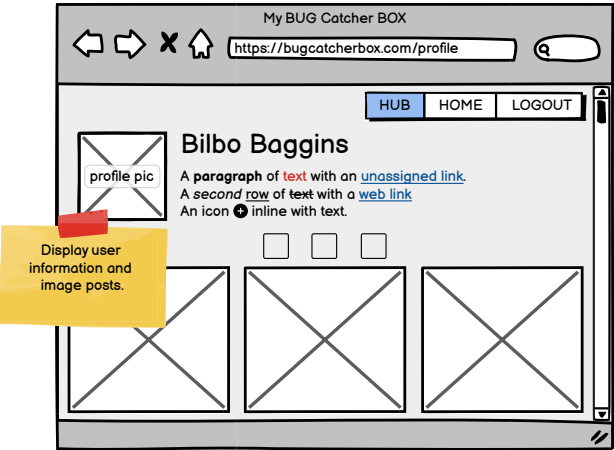 My BUG Catcher BOX
https://bugcatcherbox.com/profile
HUB HOME LOGOUT
Bilbo Baggins
profile pic
A paragraph of text with an unassigned link.
A second row of text with a web link
An icon inline with text.
Display user
information and
image posts.